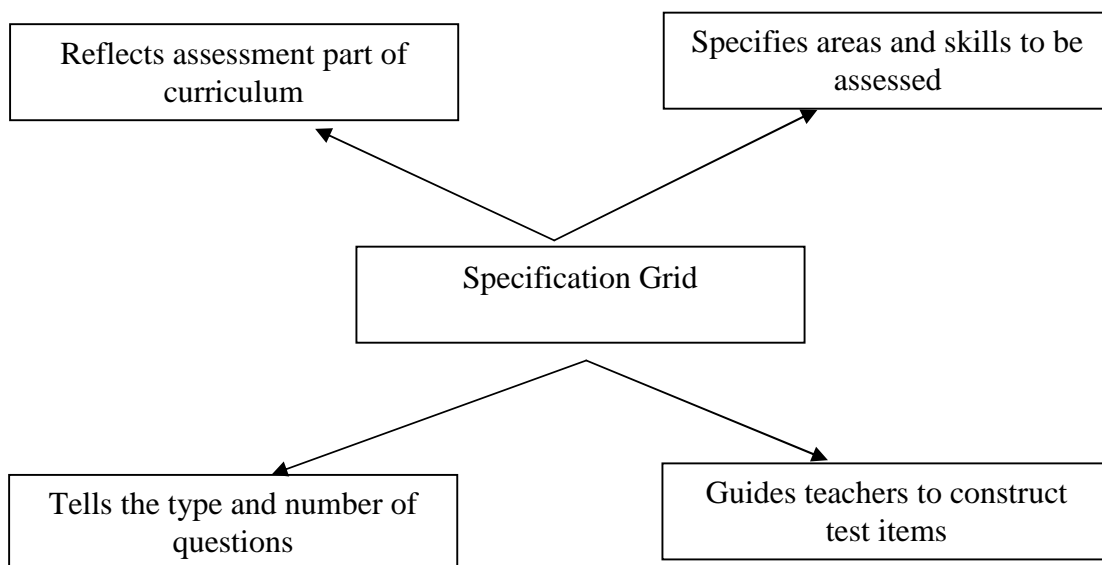 Reflects assessment part of
curriculum
Specifies areas and skills to be
assessed
Specification Grid
Tells the type and number of
questions
Guides teachers to construct
test items